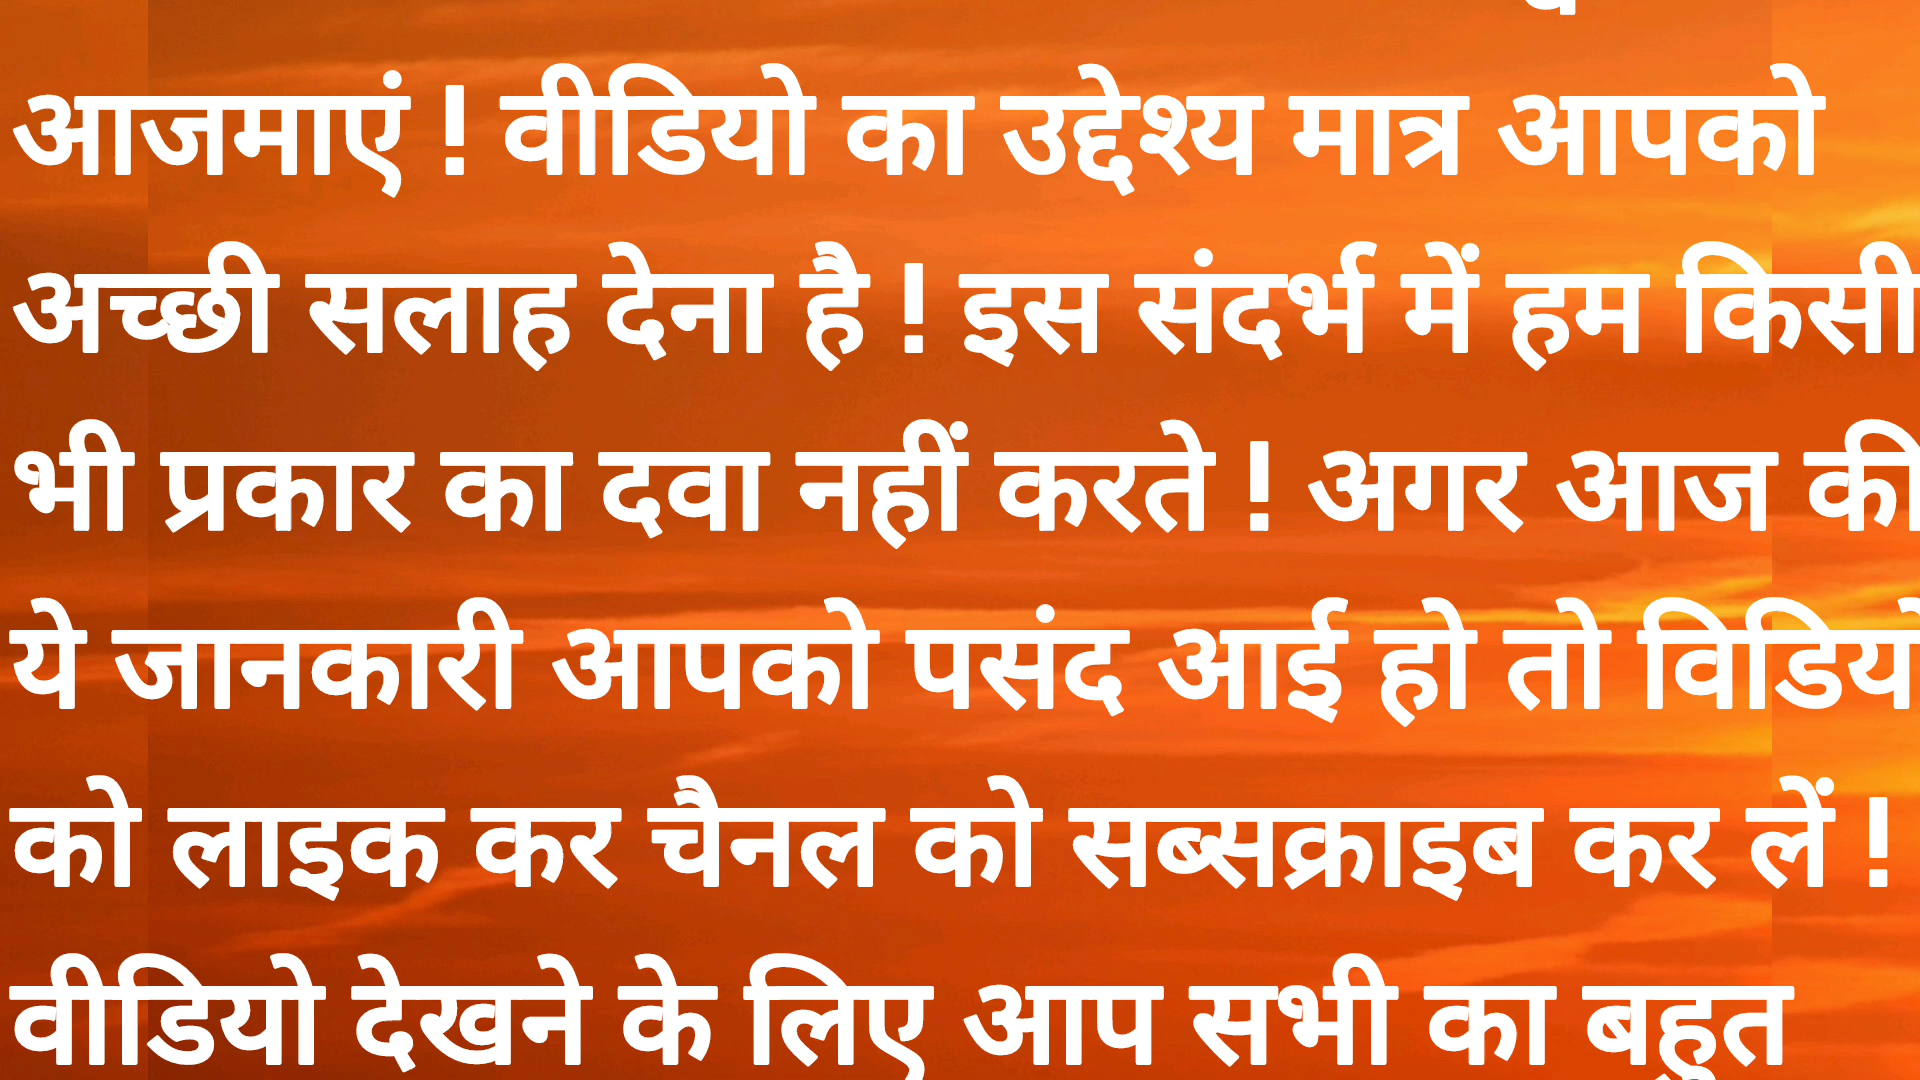 आजमाएं ! वीडियो का उद्देश्य मात्र आपको
अच्छी सलाह देना है ! इस संदर्भ में हम किसी
भी प्रकार का दवा नहीं करते ! अगर आज की
ये जानकारी आपको पसंद आई हो तो विडियो
को लाइक कर चैनल को सब्सक्राइब कर लें !
वीडियो देखने के लिए आप सभी का बहुत